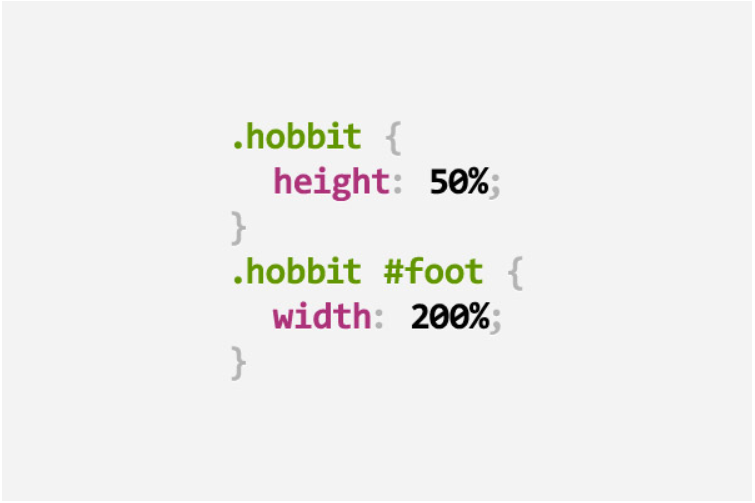 .hobbit {
height: 50%;
}
.hobbit #foot {
width: 200%;
}